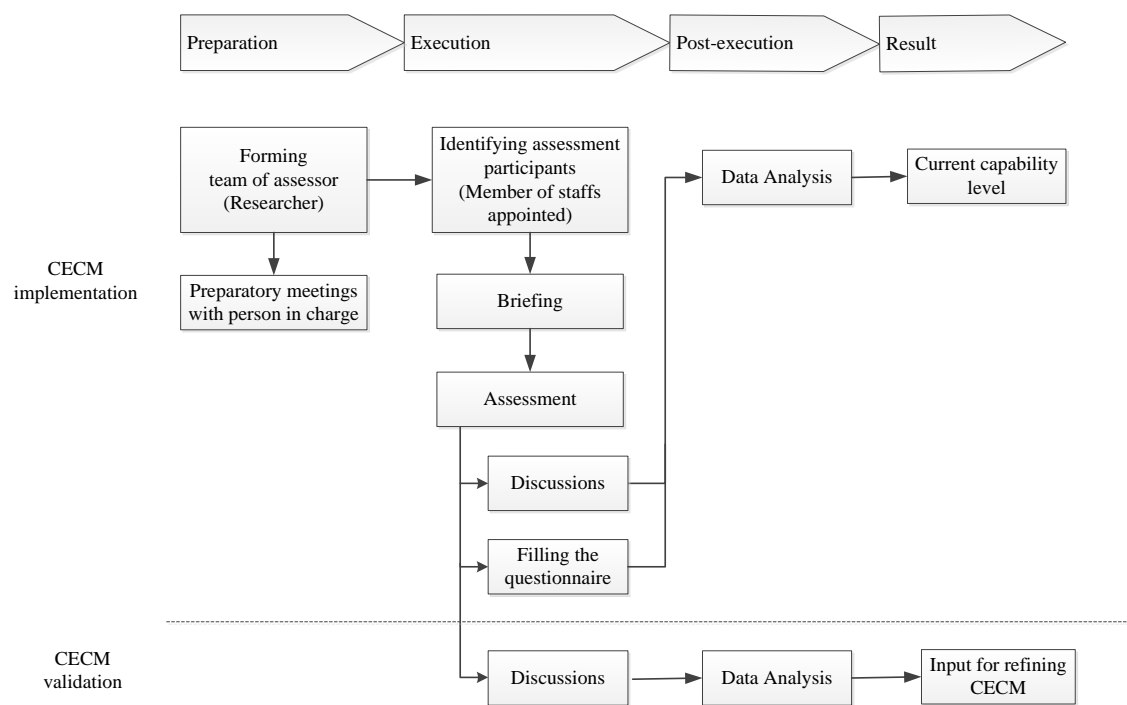 Preparation
Execution
Post-execution
Result
Forming
team of assessor
(Researcher)
Identifying assessment
participants
(Member of staffs
appointed)
Data Analysis
Current capability
level
CECM
implementation
Preparatory meetings
with person in charge
Briefing
Assessment
Discussions
Filling the
questionnaire
CECM
validation
Discussions
Data Analysis
Input for refining
CECM